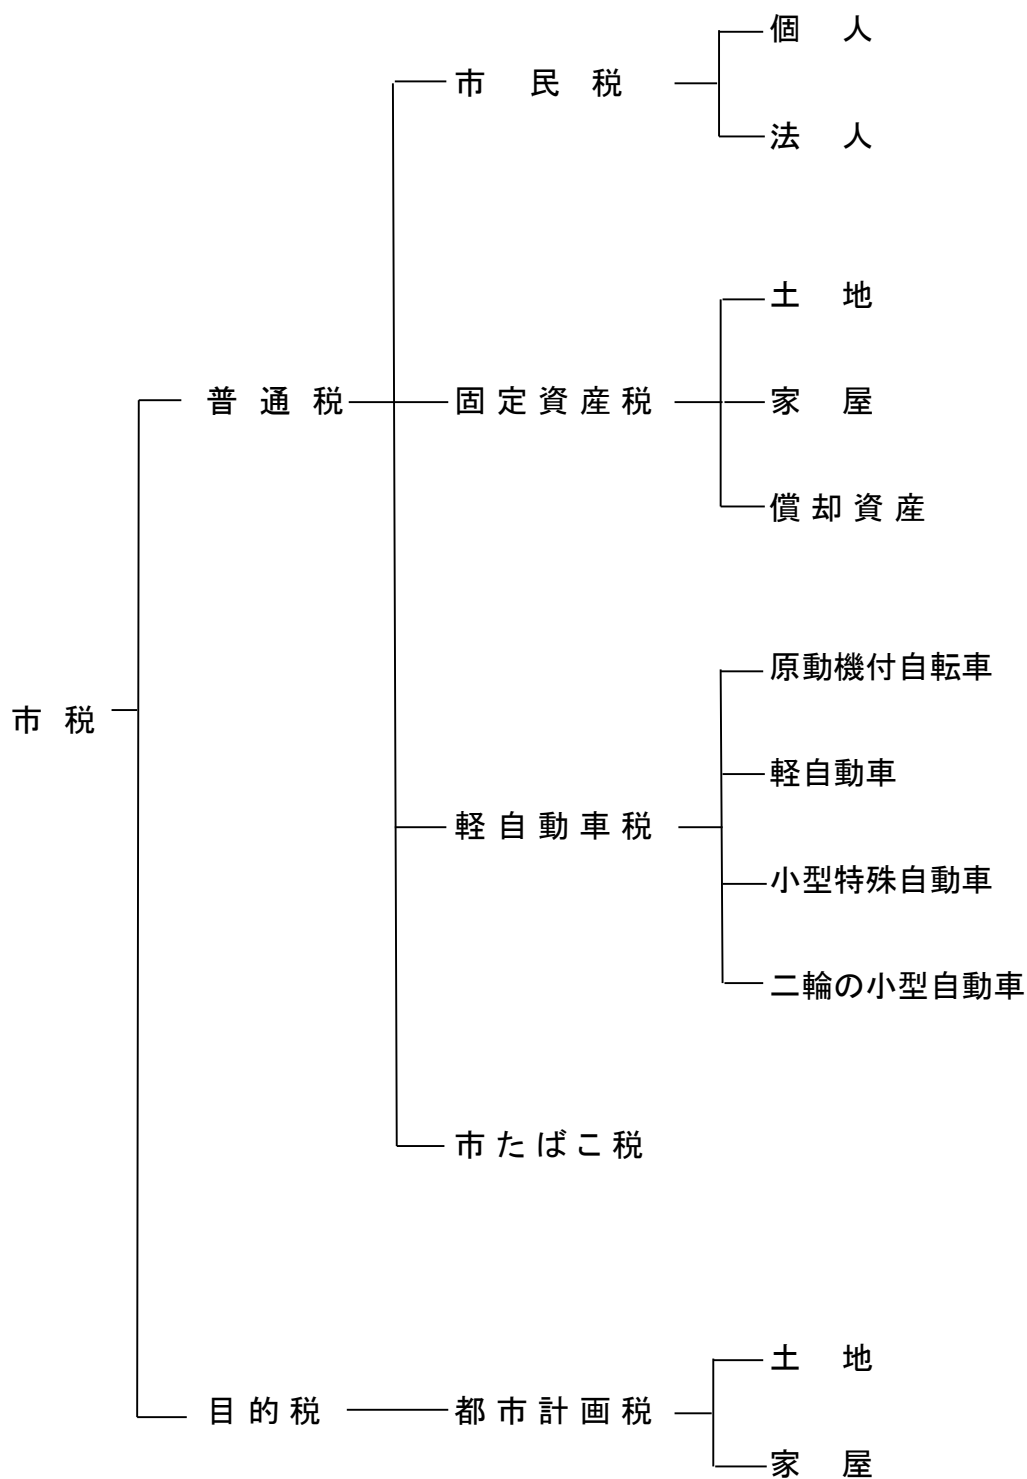 個 人
市 民 税
法 人
土 地
普 通 税
固 定 資 産 税
家 屋
償 却 資 産
原動機付自転車
市 税
軽自動車
軽 自 動 車 税
小型特殊自動車
二輪の小型自動車
市 た ば こ 税
土 地
目 的 税
都 市 計 画 税
家 屋